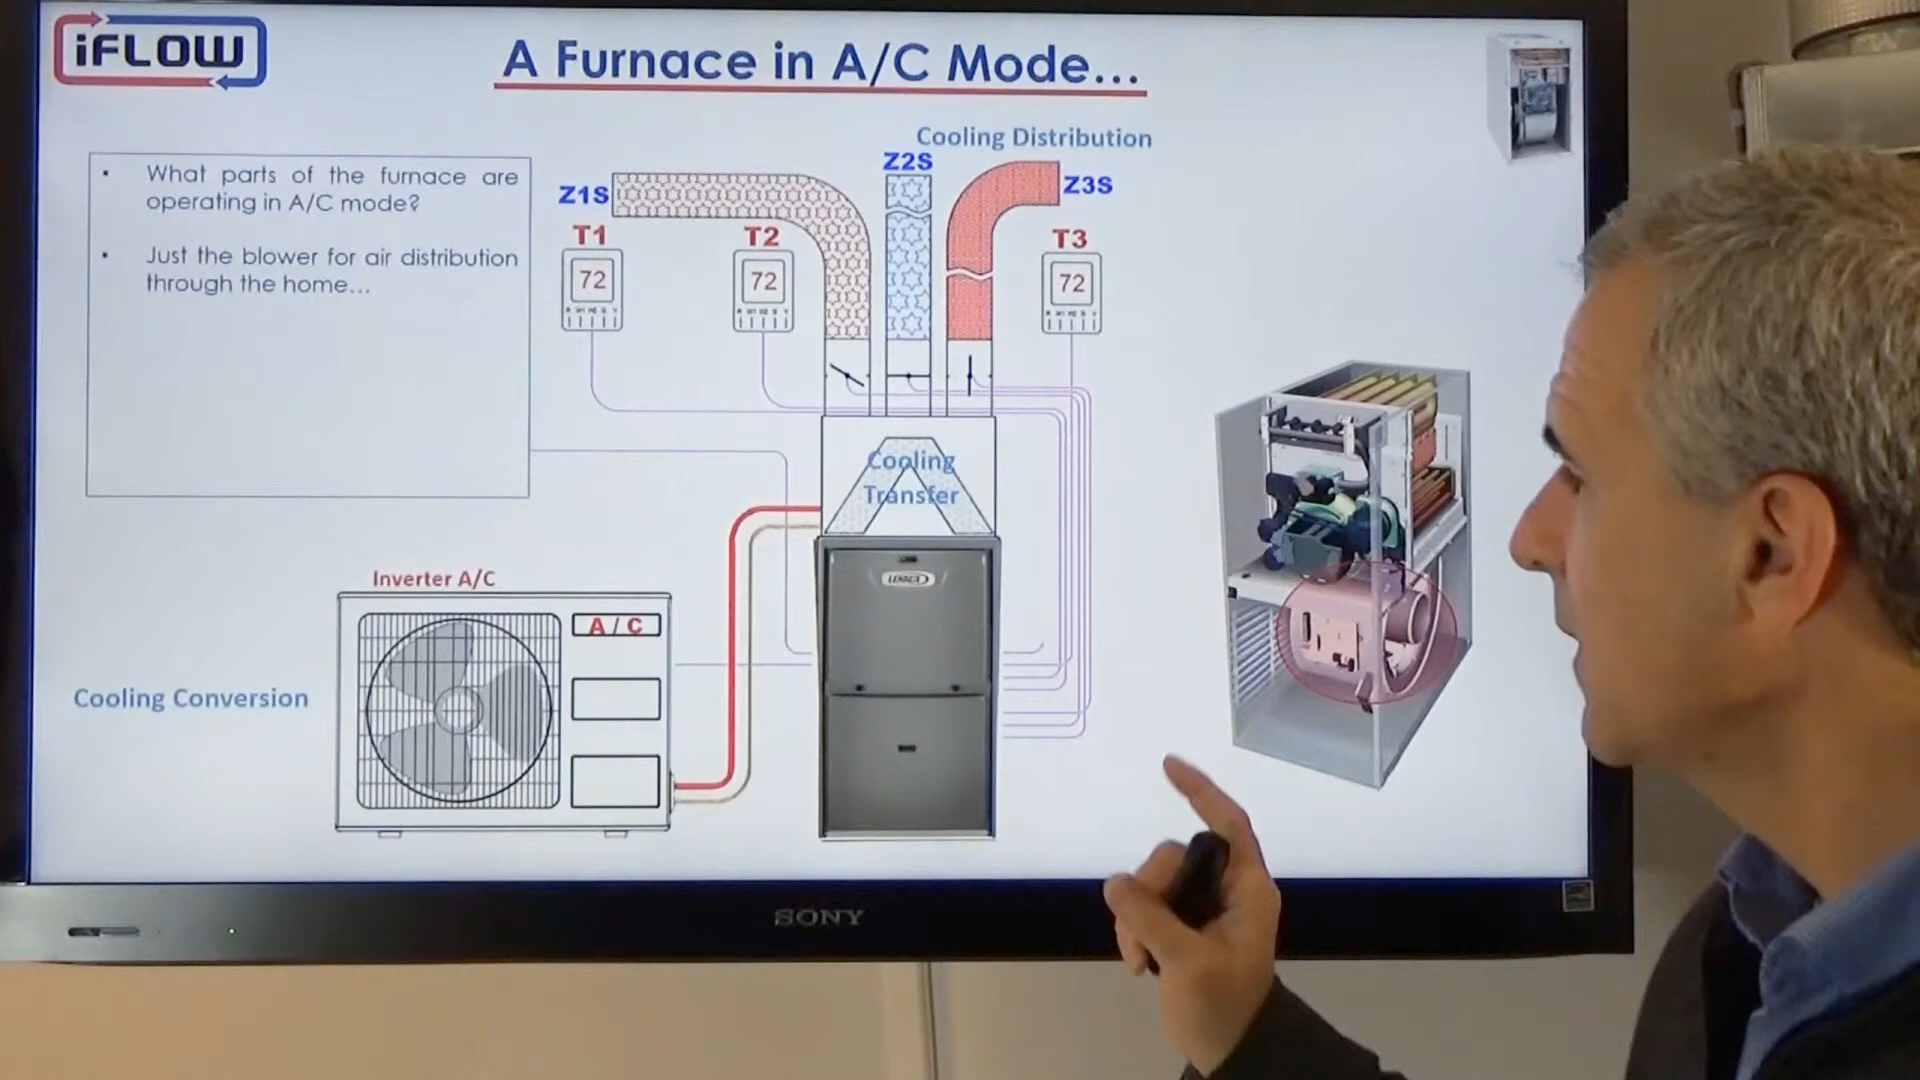 iFLOW
A Furnace in A/C Mode...
Cooling Distribution
• What parts of the furnace are
operating in A/C mode?
• Just the blower for air distribution
through the home...
Z1S
Z2S
Z3S
T1
T2
T3
72
72
72
Cooling
Transfer
LENNOX
Inverter A/C
A/C
Cooling Conversion
SONY